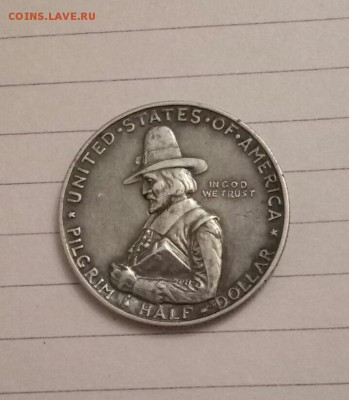 COINS.LAVE.RU
UNITED·STATES·OF·AMERICA
IN GOD
WE TRUST
★ PILGRIM HALF-DOLLAR ★